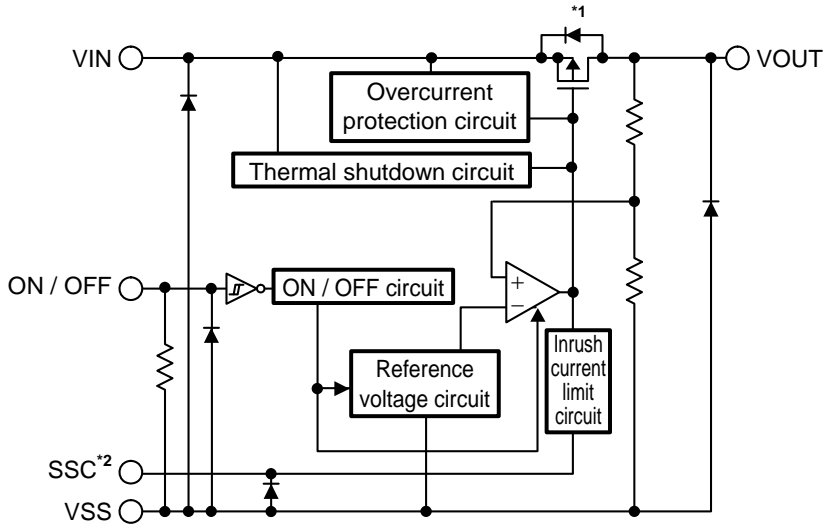 *1
VIN
VOUT
Overcurrent
protection circuit
Thermal shutdown circuit
ON / OFF
ON / OFF circuit
+
−
Reference
voltage circuit
Inrush
current
limit
circuit
SSC*2
VSS